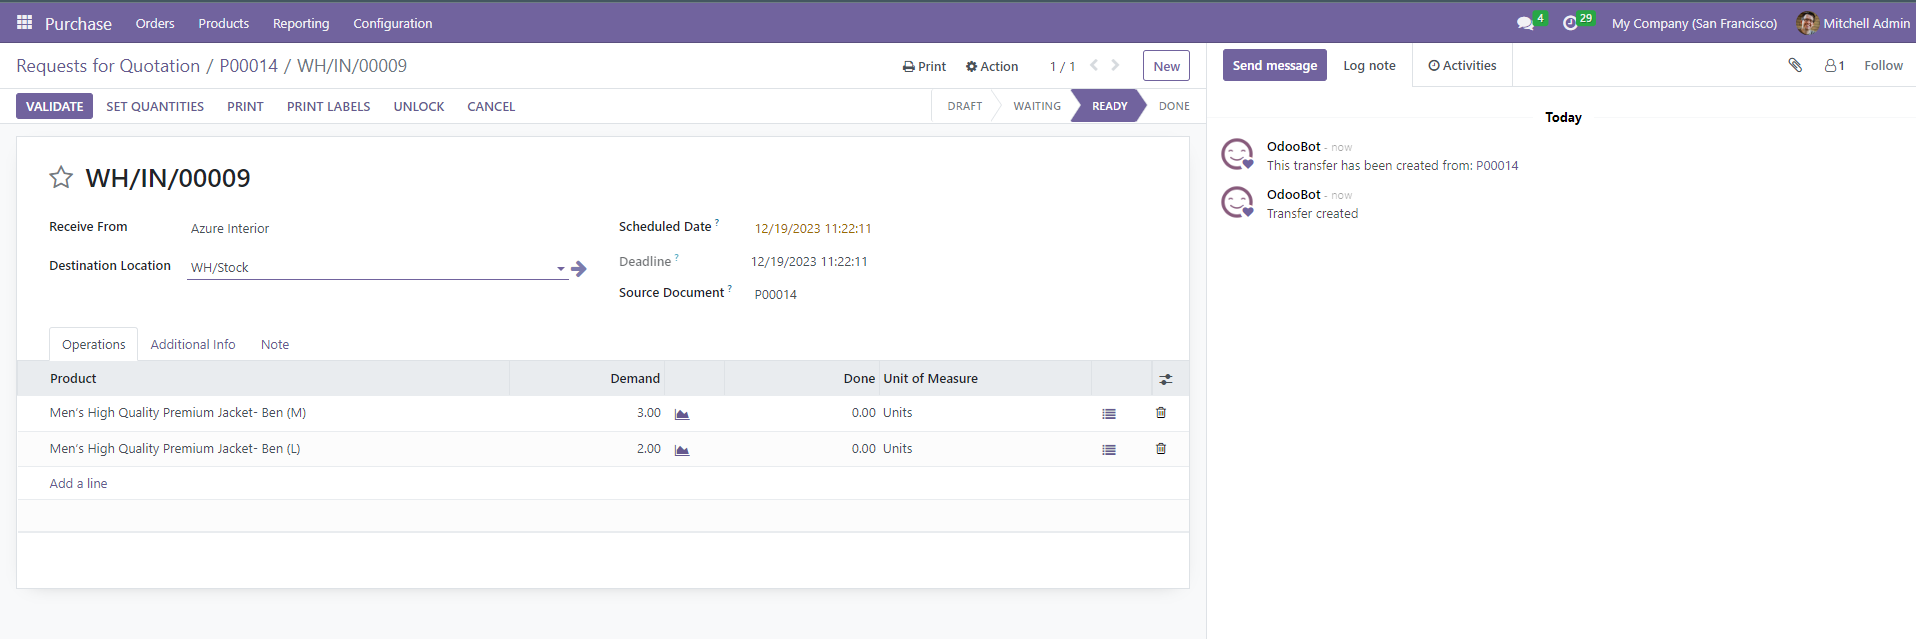 Purchase Orders Products Reporting Configuration 4 29 My Company (San Francisco) Mitchell Admin
Requests for Quotation / P00014 / WH/IN/00009 Print Action 1 / 1 New
VALIDATE SET QUANTITIES PRINT PRINT LABELS UNLOCK CANCEL DRAFT WAITING READY DONE
WH/IN/00009
Receive From Azure Interior
Destination Location WH/Stock
Scheduled Date ? 12/19/2023 11:22:11
Deadline ? 12/19/2023 11:22:11
Source Document ? P00014
Operations Additional Info Note
Product Demand Done Unit of Measure
Men's High Quality Premium Jacket- Ben (M) 3.00 0.00 Units
Men's High Quality Premium Jacket- Ben (L) 2.00 0.00 Units
Add a line
Send message Log note Activities 1 Follow
Today
OdooBot - now
This transfer has been created from: P00014
OdooBot - now
Transfer created